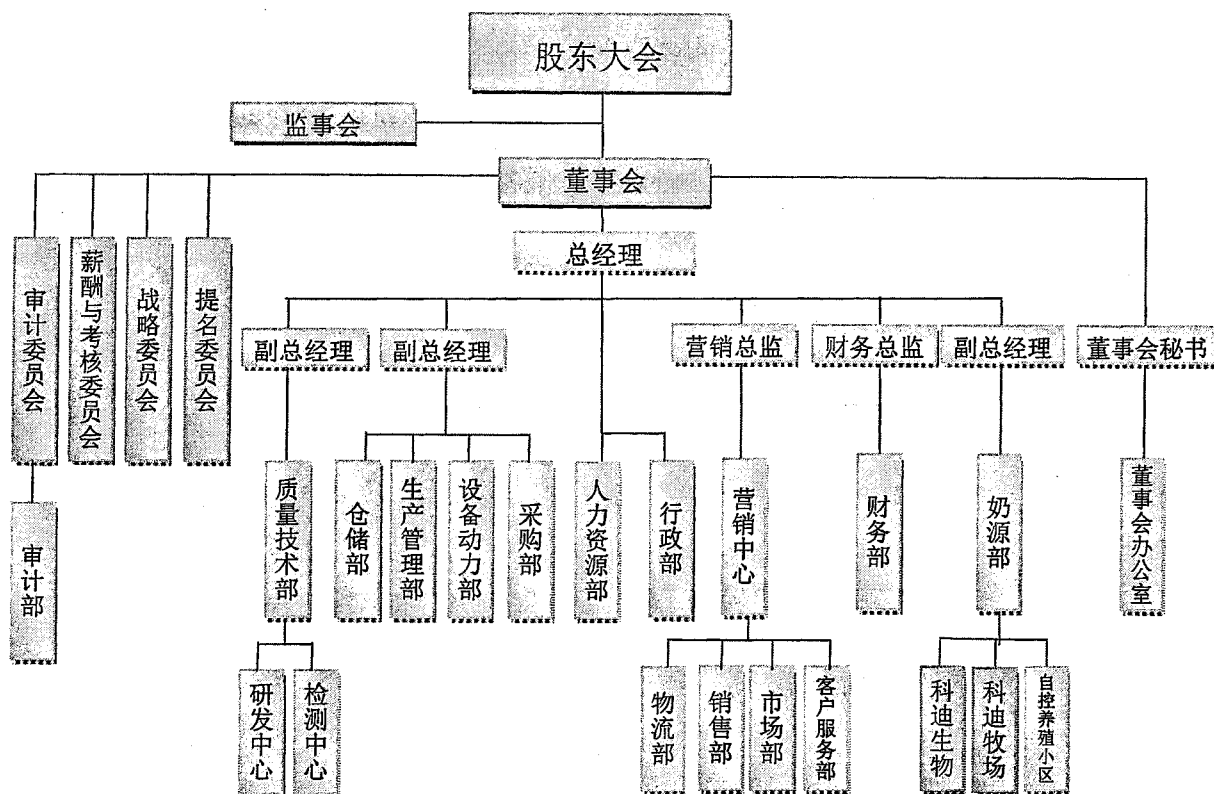 股东大会
监事会
董事会
总经理
审计委员会
薪酬与考核委员会
战略委员会
提名委员会
副总经理
副总经理
营销总监
财务总监
副总经理
董事会秘书
审计部
质量技术部
仓储部
生产管理部
设备动力部
采购部
人力资源部
行政部
营销中心
财务部
奶源部
董事会办公室
研发中心
检测中心
物流部
销售部
市场部
客户服务部
科迪生物
科迪牧场
自控养殖小区